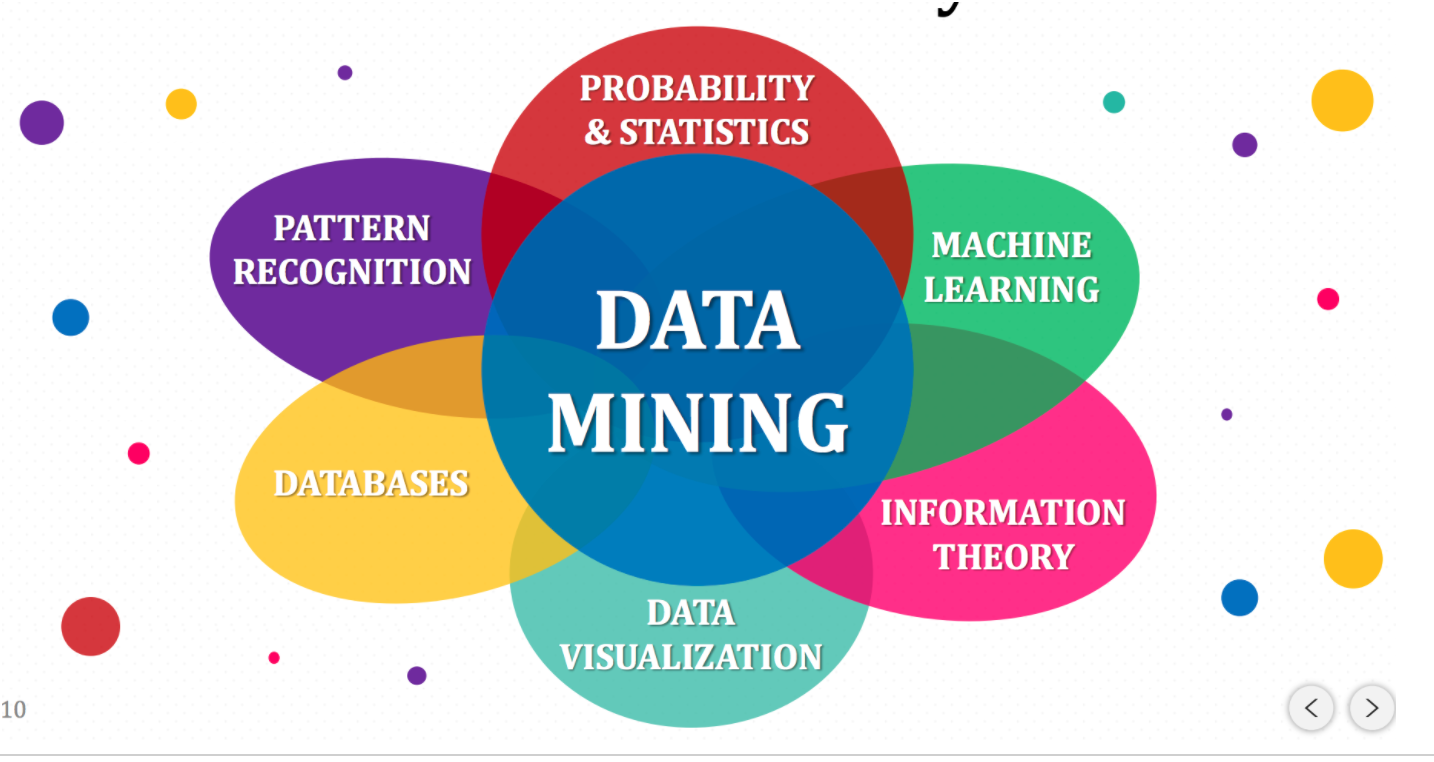 PROBABILITY
& STATISTICS
PATTERN
RECOGNITION
MACHINE
LEARNING
DATA
MINING
DATABASES
INFORMATION
THEORY
DATA
VISUALIZATION
10